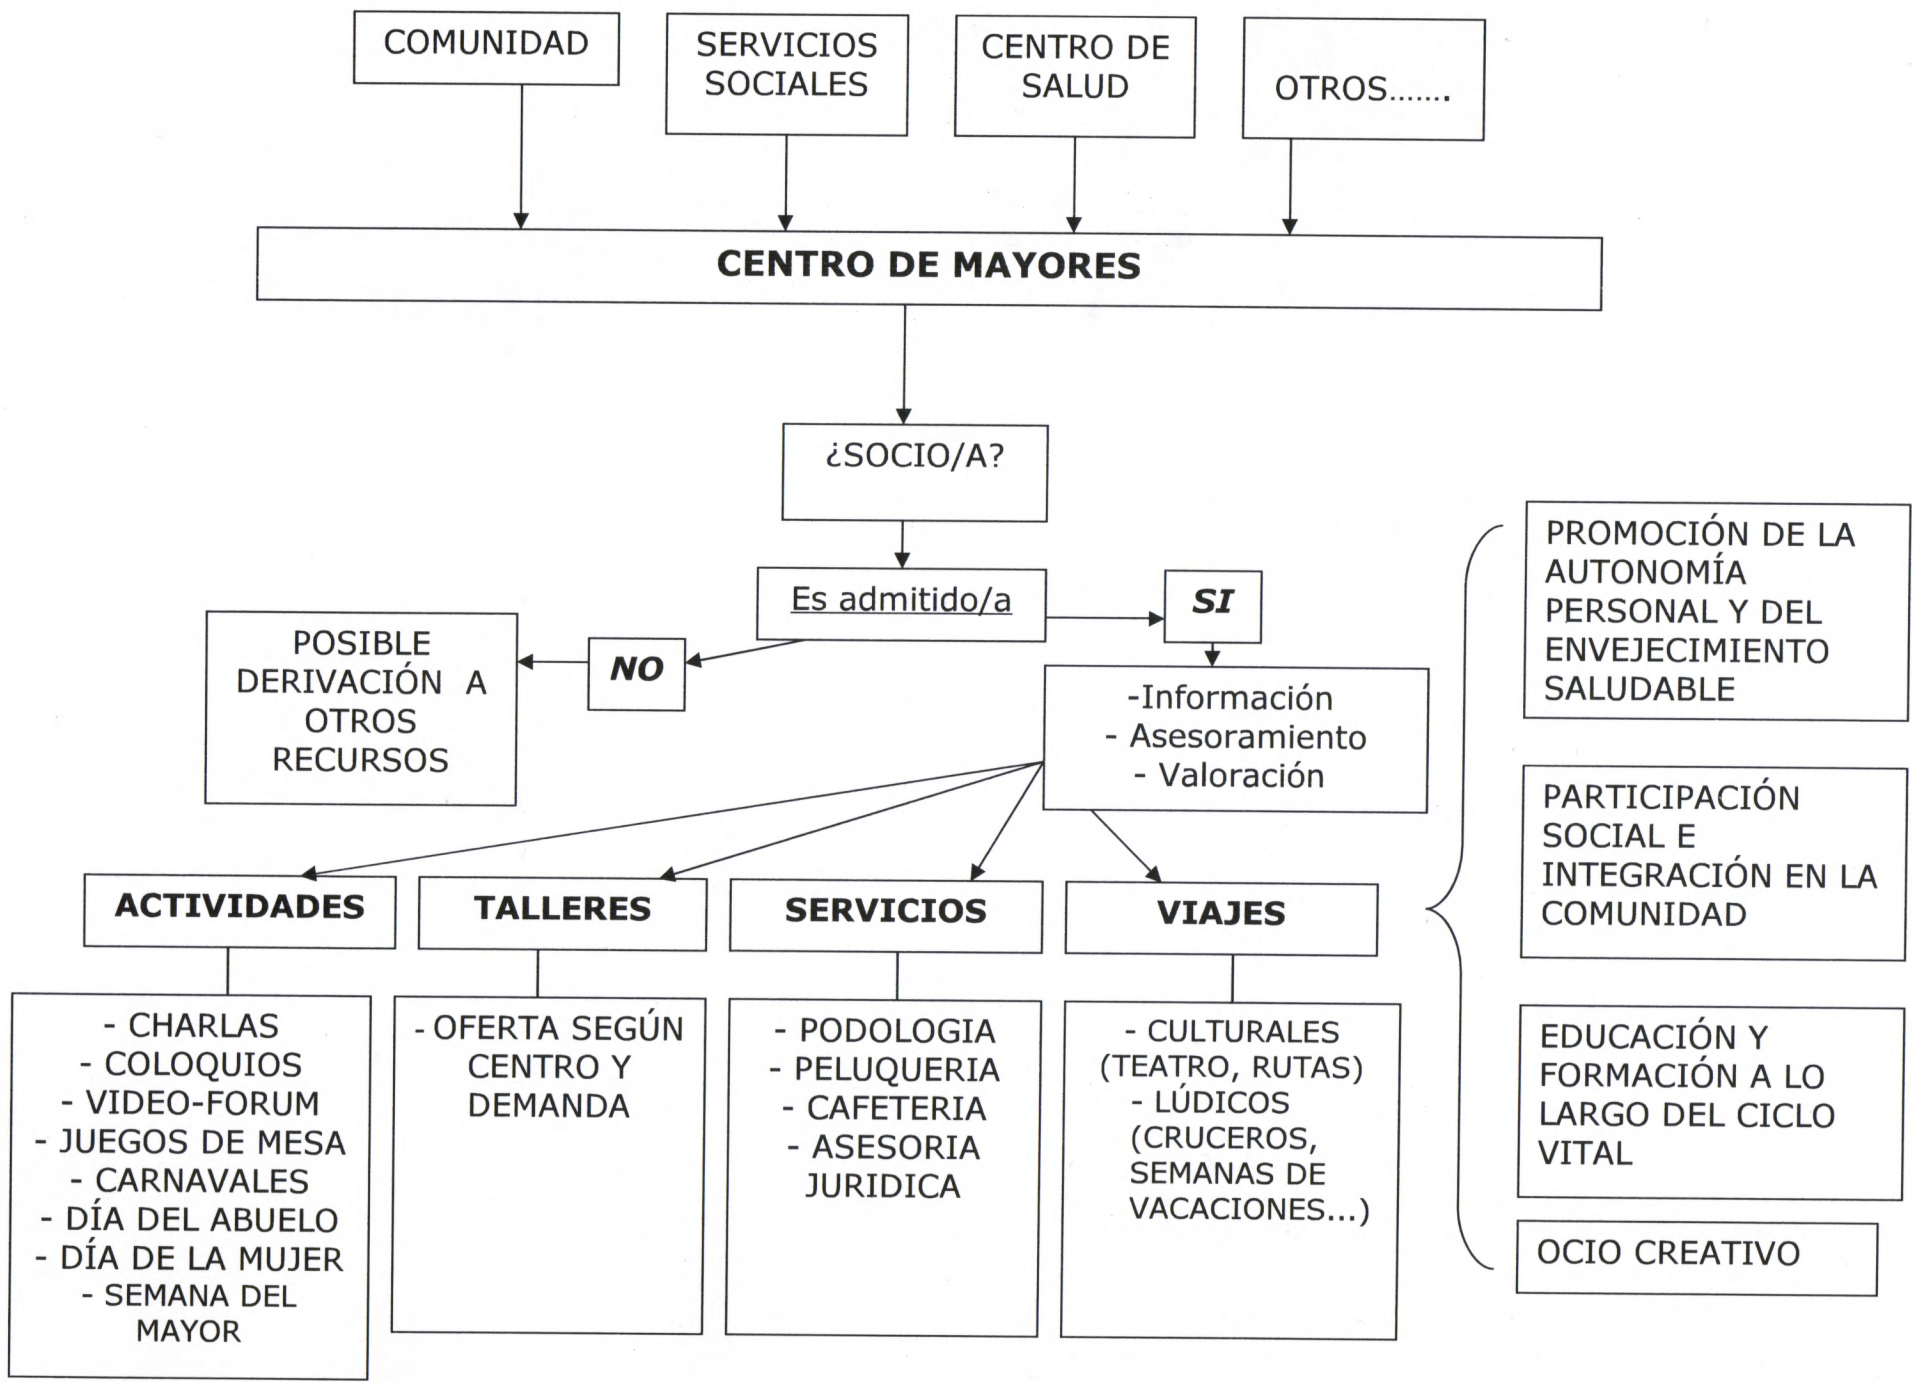 COMUNIDAD
SERVICIOS
SOCIALES
CENTRO DE
SALUD
OTROS.......
CENTRO DE MAYORES
¿SOCIO/A?
Es admitido/a
SI
NO
POSIBLE
DERIVACIÓN A
OTROS
RECURSOS
-Información
- Asesoramiento
- Valoración
ACTIVIDADES
- CHARLAS
- COLOQUIOS
- VIDEO-FORUM
- JUEGOS DE MESA
- CARNAVALES
- DÍA DEL ABUELO
- DÍA DE LA MUJER
- SEMANA DEL
MAYOR
TALLERES
- OFERTA SEGÚN
CENTRO Y
DEMANDA
SERVICIOS
- PODOLOGIA
- PELUQUERIA
- CAFETERIA
- ASESORIA
JURIDICA
VIAJES
- CULTURALES
(TEATRO, RUTAS)
- LÚDICOS
(CRUCEROS,
SEMANAS DE
VACACIONES...)
PROMOCIÓN DE LA
AUTONOMÍA
PERSONAL Y DEL
ENVEJECIMIENTO
SALUDABLE
PARTICIPACIÓN
SOCIAL E
INTEGRACIÓN EN LA
COMUNIDAD
EDUCACIÓN Y
FORMACIÓN A LO
LARGO DEL CICLO
VITAL
OCIO CREATIVO